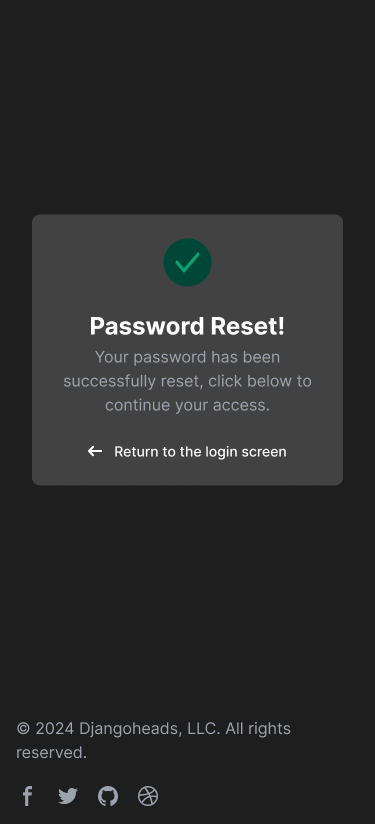 Password Reset!
Your password has been
successfully reset, click below to
continue your access.
Return to the login screen
© 2024 Djangoheads, LLC. All rights
reserved.